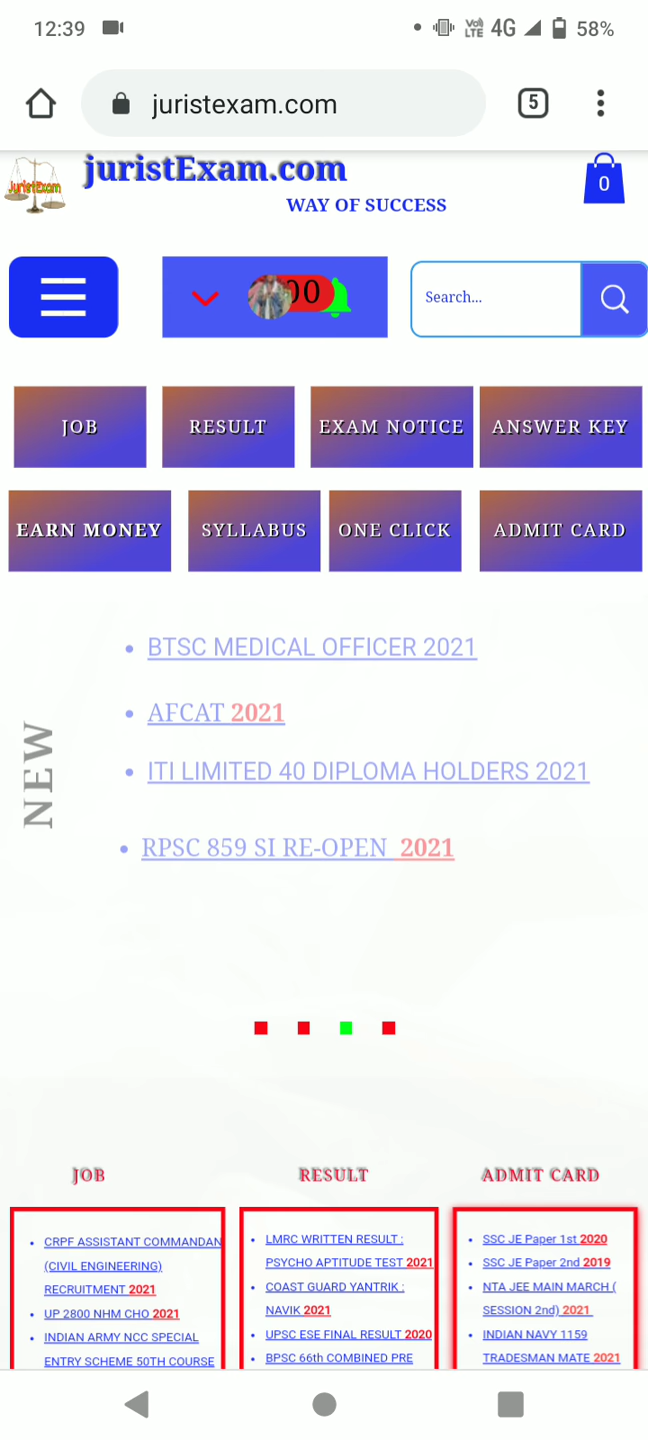 12:39
VoD LTE 4G 58%
juristexam.com
5
JuristExam
juristExam.com
WAY OF SUCCESS
0
00
Search...
JOB RESULT EXAM NOTICE ANSWER KEY
EARN MONEY SYLLABUS ONE CLICK ADMIT CARD
NEW
• BTSC MEDICAL OFFICER 2021
• AFCAT 2021
• ITI LIMITED 40 DIPLOMA HOLDERS 2021
• RPSC 859 SI RE-OPEN 2021
JOB
• CRPF ASSISTANT COMMANDAN
(CIVIL ENGINEERING)
RECRUITMENT 2021
• UP 2800 NHM CHO 2021
• INDIAN ARMY NCC SPECIAL
ENTRY SCHEME 50TH COURSE
RESULT
• LMRC WRITTEN RESULT :
PSYCHO APTITUDE TEST 2021
• COAST GUARD YANTRIK :
NAVIK 2021
• UPSC ESE FINAL RESULT 2020
• BPSC 66th COMBINED PRE
ADMIT CARD
• SSC JE Paper 1st 2020
• SSC JE Paper 2nd 2019
• NTA JEE MAIN MARCH (
SESSION 2nd) 2021
• INDIAN NAVY 1159
TRADESMAN MATE 2021